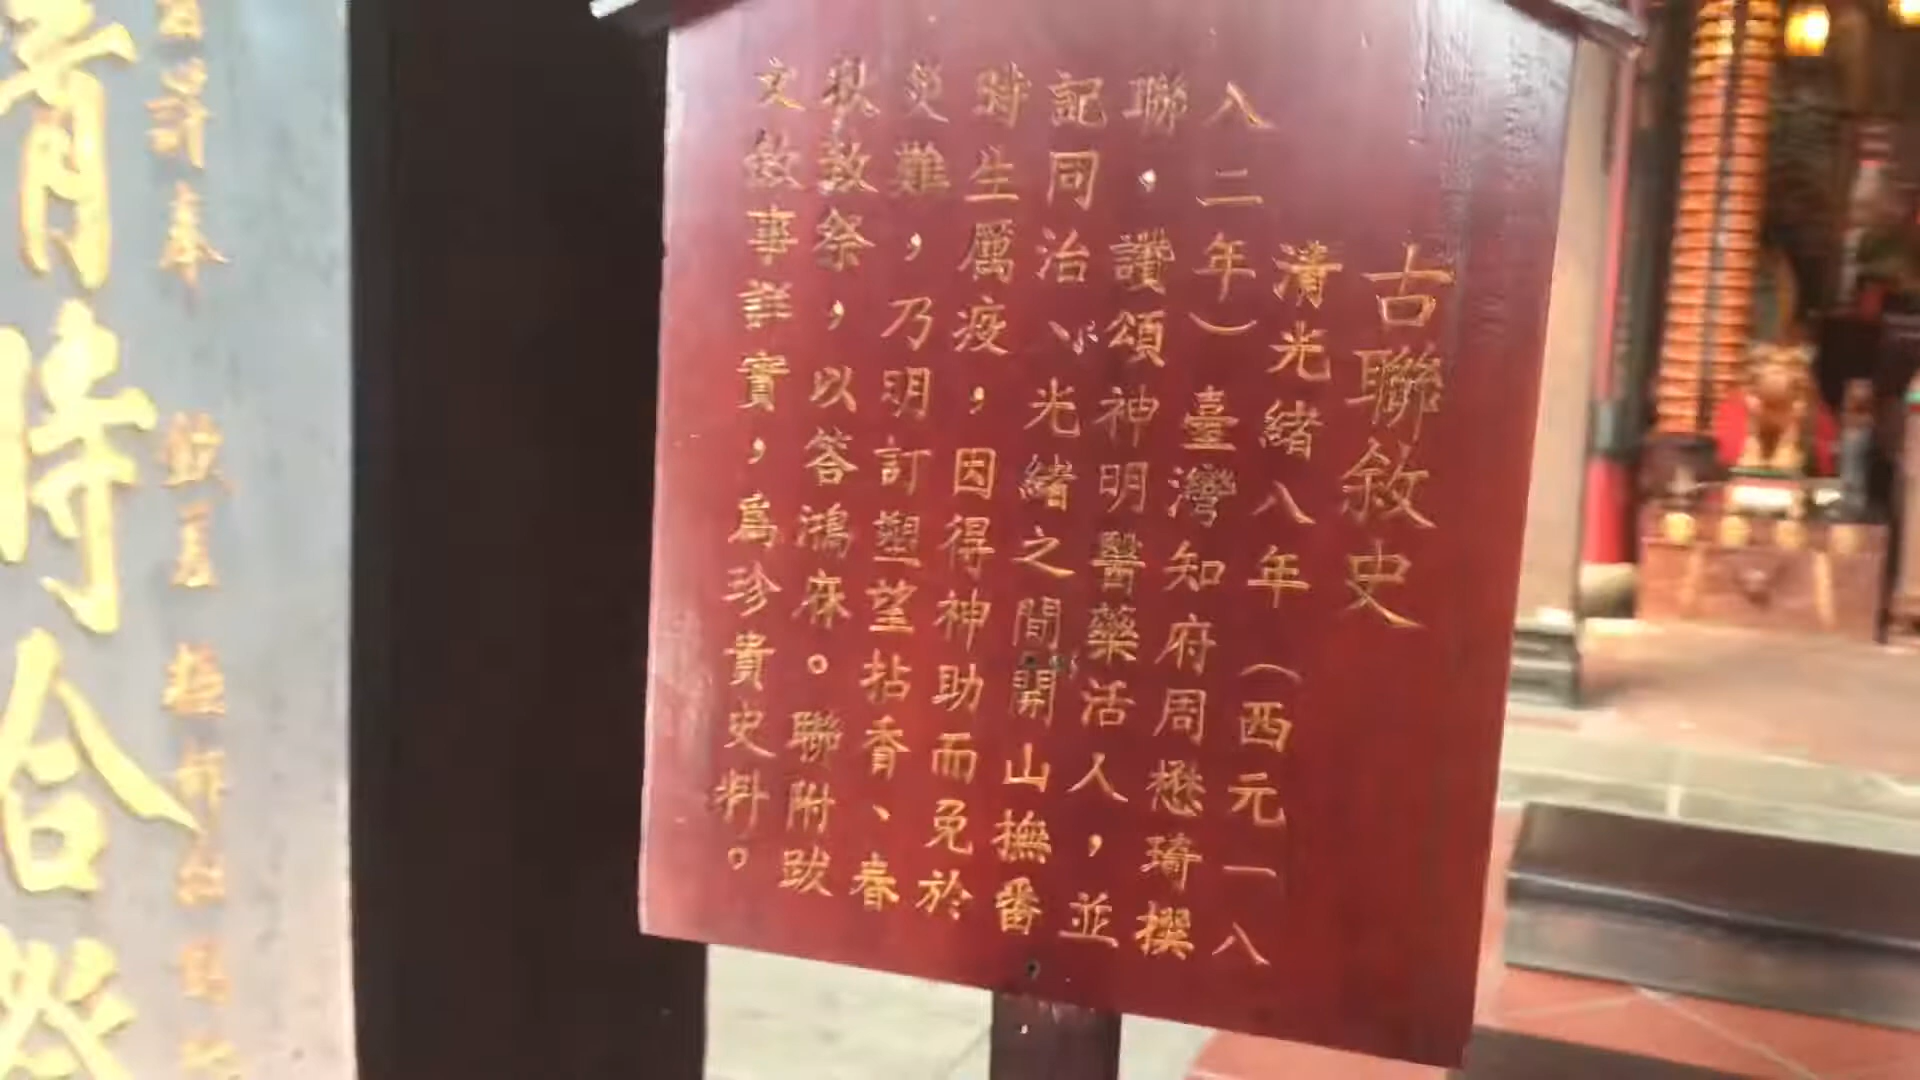 古聯敘史
清光緒八年（西元一八
八二年）臺灣知府周懋琦撰
聯，讚頌神明醫藥活人，並
記同治、光緒之間開山撫番，
時生厲疫，因得神助而免於
災難，乃明訂塑望拈香、春
秋致祭，以答鴻庥。聯附跋
文敘事詳實，為珍貴史料。
時合